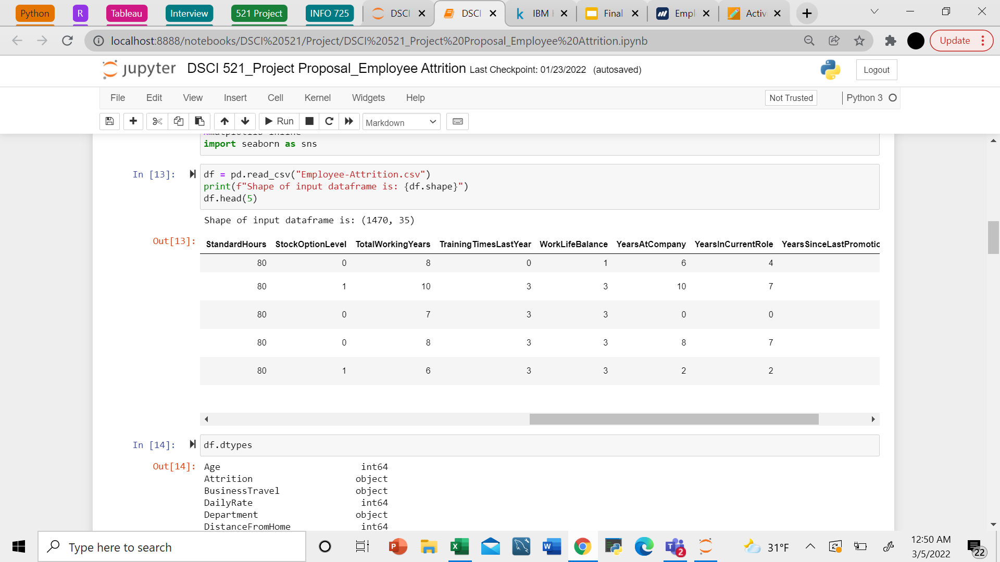 Python R Tableau Interview 521 Project INFO 725 DSCI DSCI IBM Final Empl Activ
localhost:8888/notebooks/DSCI%20521/Project/DSCI%20521_Project%20Proposal_Employee%20Attrition.ipynb Update
jupyter DSCI 521_Project Proposal_Employee Attrition Last Checkpoint: 01/23/2022 (autosaved) Logout
File Edit View Insert Cell Kernel Widgets Help Not Trusted Python 3
Run Markdown
%matplotlib inline
import seaborn as sns
In [13]: df = pd.read_csv("Employee-Attrition.csv")
print(f"Shape of input dataframe is: {df.shape}")
df.head(5)
Shape of input dataframe is: (1470, 35)
Out[13]: StandardHours StockOptionLevel TotalWorkingYears TrainingTimesLastYear WorkLifeBalance YearsAtCompany YearsInCurrentRole YearsSinceLastPromotic
80 0 8 0 1 6 4
80 1 10 3 3 10 7
80 0 7 3 3 0 0
80 0 8 3 3 8 7
80 1 6 3 3 2 2
In [14]: df.dtypes
Out[14]: Age int64
Attrition object
BusinessTravel object
DailyRate int64
Department object
DistanceFromHome int64
Type here to search 2 31°F 12:50 AM
3/5/2022 22